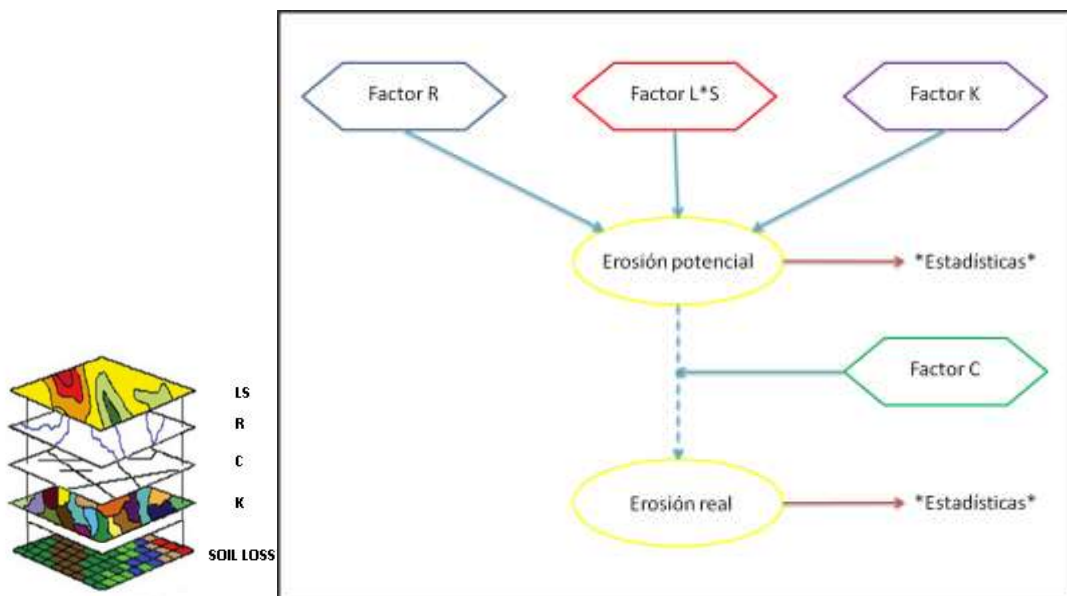 LS
R
C
K
SOIL LOSS
Factor R
Factor L*S
Factor K
Erosión potencial
*Estadísticas*
Factor C
Erosión real
*Estadísticas*